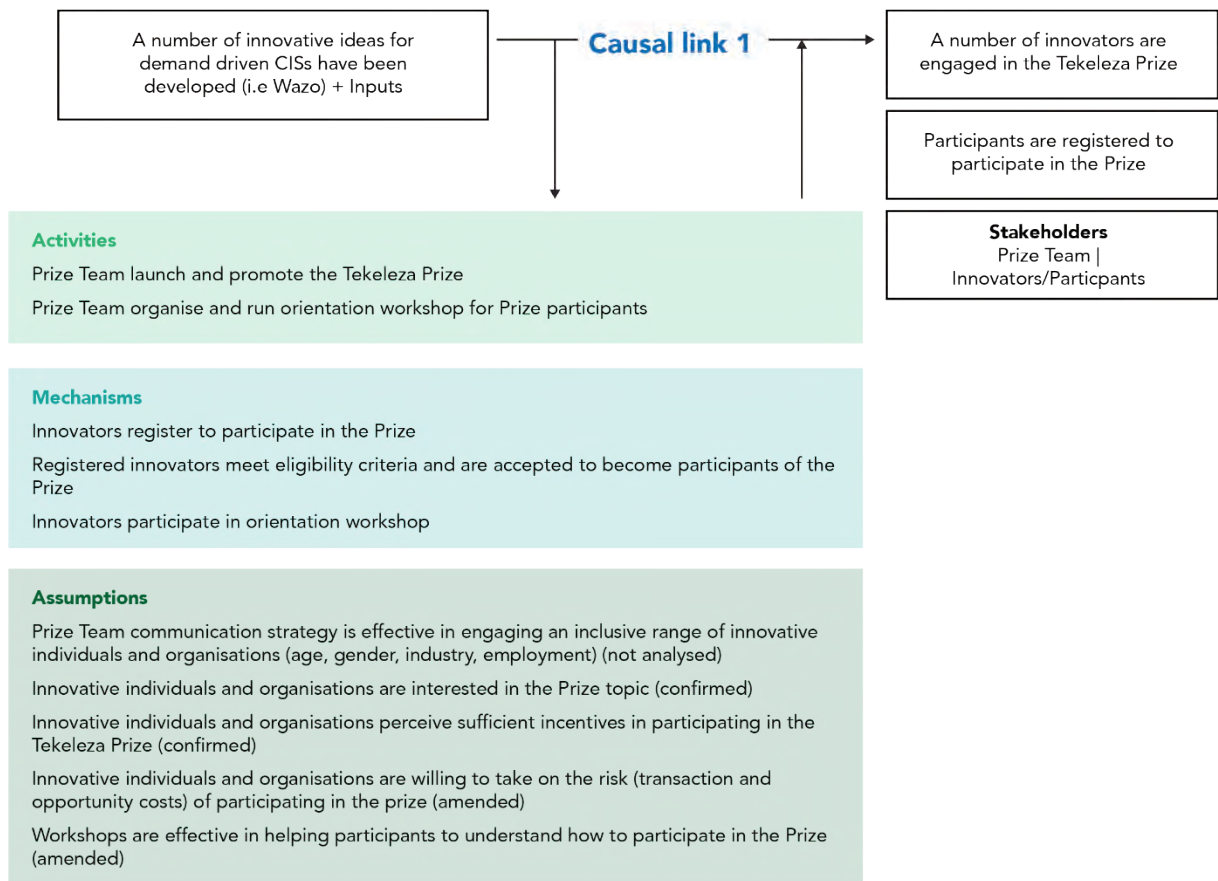 A number of innovative ideas for
demand driven CISs have been
developed (i.e Wazo) + Inputs
Causal link 1
A number of innovators are
engaged in the Tekeleza Prize
Participants are registered to
participate in the Prize
Stakeholders
Prize Team |
Innovators/Particpants
Activities
Prize Team launch and promote the Tekeleza Prize
Prize Team organise and run orientation workshop for Prize participants
Mechanisms
Innovators register to participate in the Prize
Registered innovators meet eligibility criteria and are accepted to become participants of the
Prize
Innovators participate in orientation workshop
Assumptions
Prize Team communication strategy is effective in engaging an inclusive range of innovative
individuals and organisations (age, gender, industry, employment) (not analysed)
Innovative individuals and organisations are interested in the Prize topic (confirmed)
Innovative individuals and organisations perceive sufficient incentives in participating in the
Tekeleza Prize (confirmed)
Innovative individuals and organisations are willing to take on the risk (transaction and
opportunity costs) of participating in the prize (amended)
Workshops are effective in helping participants to understand how to participate in the Prize
(amended)